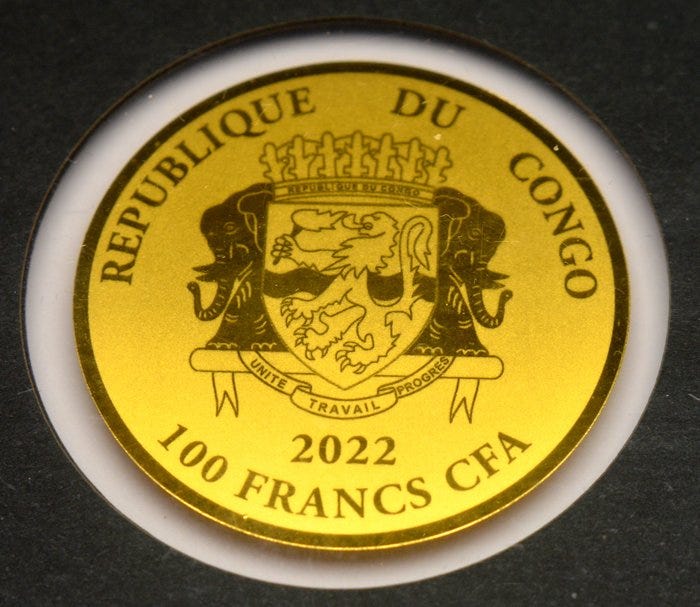 REPUBLIQUE DU CONGO
REPUBLIQUE DU CONGO
UNITE TRAVAIL PROGRES
2022
100 FRANCS CFA